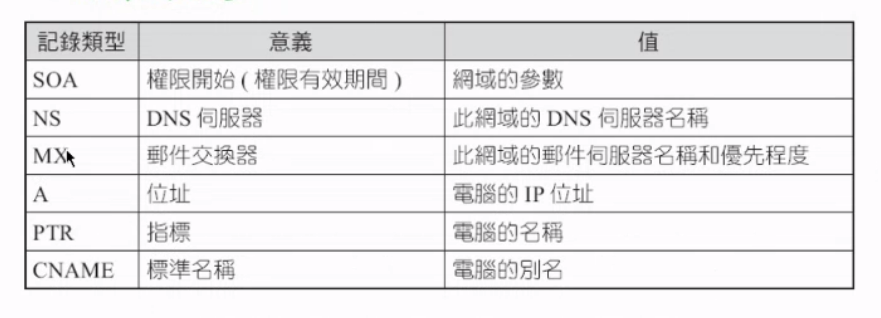 記錄類型 意義 值
SOA 權限開始 ( 權限有效期間 ) 網域的參數
NS DNS 伺服器 此網域的 DNS 伺服器名稱
MX 郵件交換器 此網域的郵件伺服器名稱和優先程度
A 位址 電腦的 IP 位址
PTR 指標 電腦的名稱
CNAME 標準名稱 電腦的別名